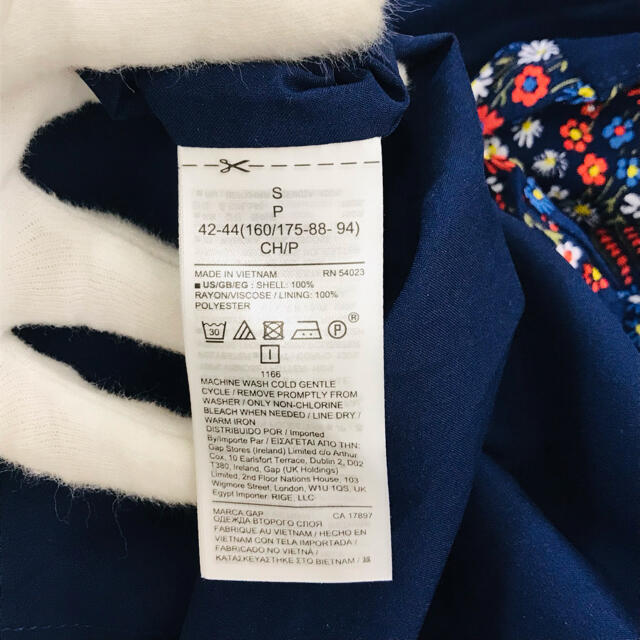 S
P
42-44(160/175-88- 94)
CH/P
MADE IN VIETNAM RN 54023
■ US/GB/EG : SHELL: 100%
RAYON/VISCOSE / LINING: 100%
POLYESTER
30 P ®
I
1166
MACHINE WASH COLD GENTLE
CYCLE / REMOVE PROMPTLY FROM
WASHER / ONLY NON-CHLORINE
BLEACH WHEN NEEDED / LINE DRY /
WARM IRON
DISTRIBUIDO POR / Imported
By/Importe Par / ΕΙΣΑΓΕΤΑΙ ΑΠΟ ΤΗΝ:
Gap Stores (Ireland) Limited c/o Arthur
Cox, 10 Earlsfort Terrace, Dublin 2, D02
T380, Ireland, Gap (UK Holdings)
Limited, 2nd Floor Nations House, 103
Wigmore Street, London, W1U 1QS, UK
Egypt Importer: RIGE, LLC
MARCA GAP CA 17897
ОДЕЖДА ВТОРОГО СЛОЯ
FABRIQUE AU VIETNAM / HECHO EN
VIETNAM CON TELA IMPORTADA /
FABRICADO NO VIETNÃ /
ΚΑΤΑΣΚΕΥΑΣΤΗΚΕ ΣΤΟ ΒΙΕΤΝΑΜ /